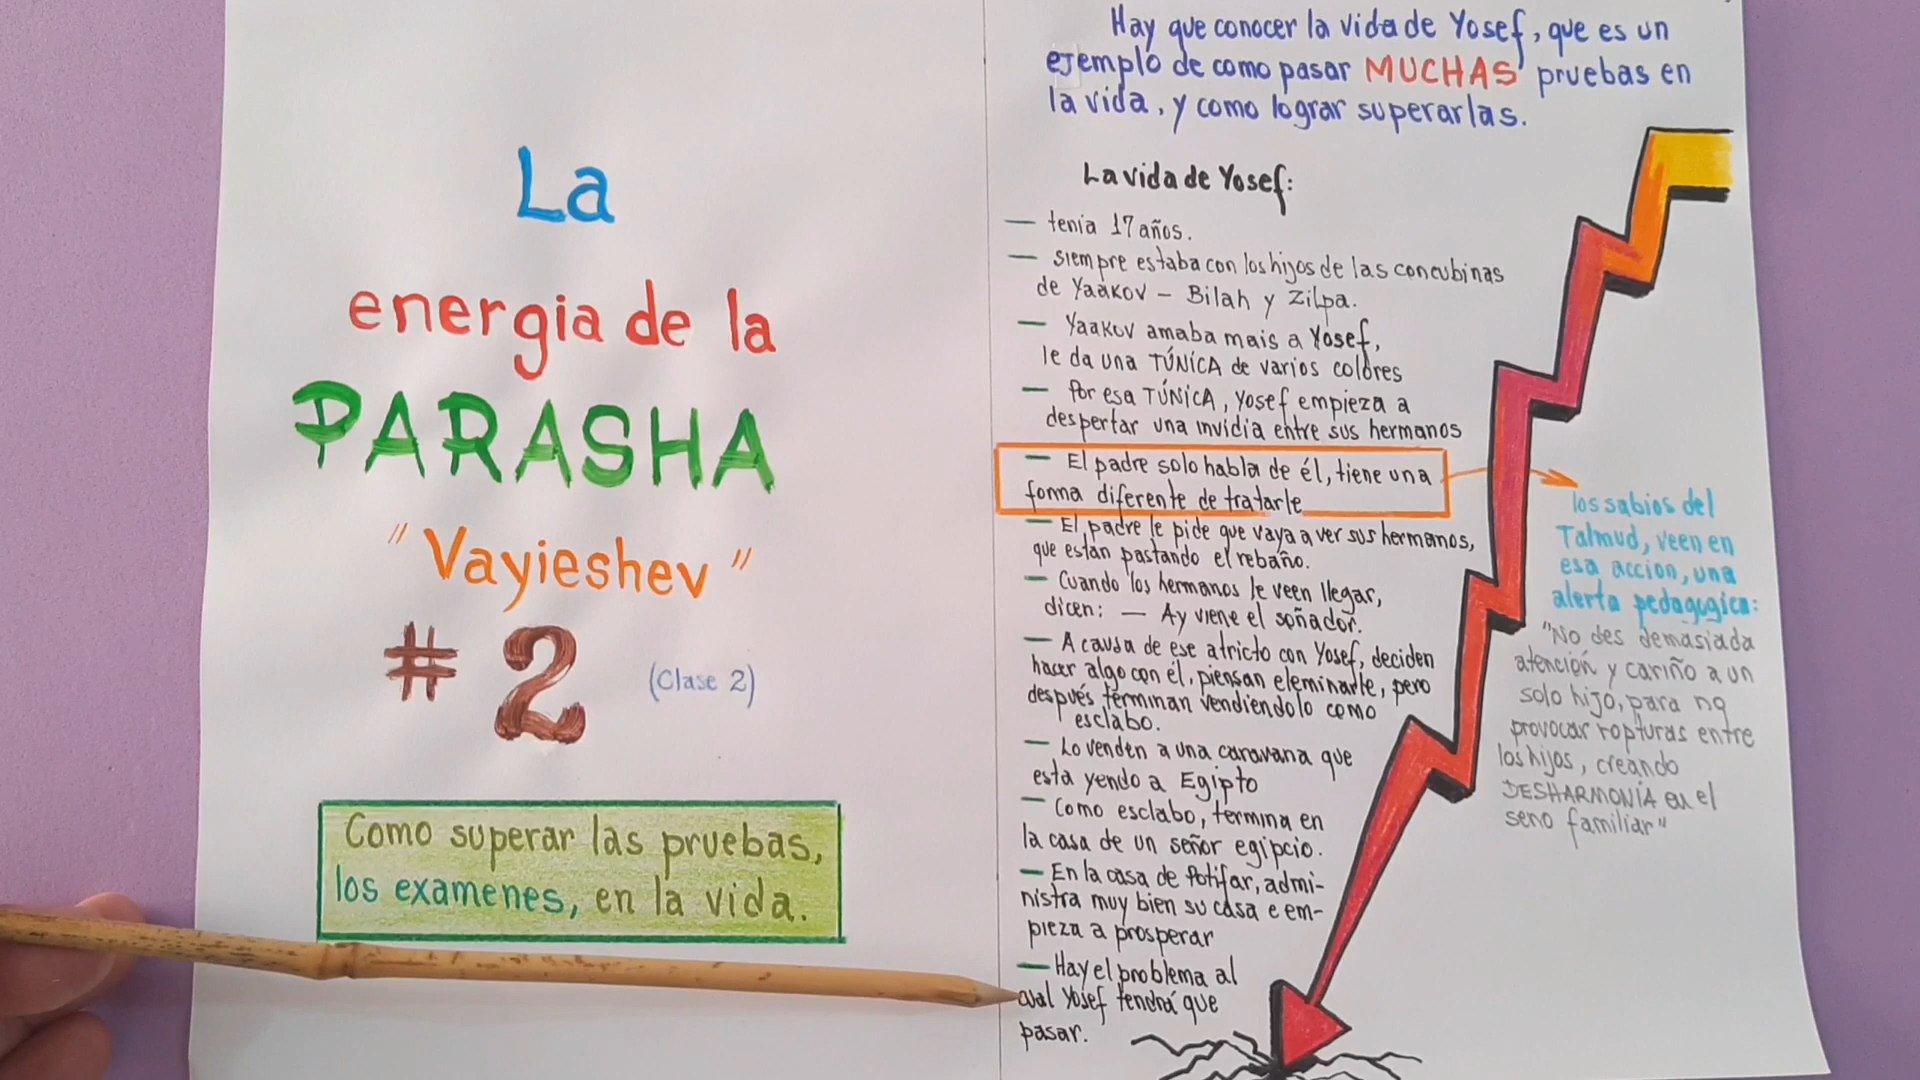 La
energia de la
PARASHA
"Vayieshev"
# 2 (Clase 2)
Como superar las pruebas,
los examenes, en la vida.
Hay que conocer la vida de Yosef, que es un
ejemplo de como pasar MUCHAS pruebas en
la vida, y como lograr superarlas.
La vida de Yosef:
— tenia 17 años.
— siempre estaba con los hijos de las concubinas
de Yaakov – Bilah y Zilpa.
— Yaakov amaba mais a Yosef,
le da una TÚNICA de varios colores
— Por esa TÚNICA, Yosef empieza a
despertar una invidia entre sus hermanos
— El padre solo habla de él, tiene una
forma diferente de tratarle
— El padre le pide que vaya a ver sus hermanos,
que estan pastando el rebaño.
— Cuando los hermanos le veen llegar,
dicen: — Ay viene el soñador.
— A causa de ese atricto con Yosef, deciden
hacer algo con él, piensan eleminarle, pero
después terminan vendiendolo como
esclabo.
— Lo venden a una caravana que
esta yendo a Egipto
— Como esclabo, termina en
la casa de un señor egipcio.
— En la casa de Potifar, admi-
nistra muy bien su casa e em-
pieza a prosperar
— Hay el problema al
cual Yosef tendrá que
pasar.
los sabios del
Talmud, veen en
esa accion, una
alerta pedagogica:
"No des demasiada
atención y cariño a un
solo hijo, para no
provocar ropturas entre
los hijos, creando
DESHARMONÍA en el
seno familiar"